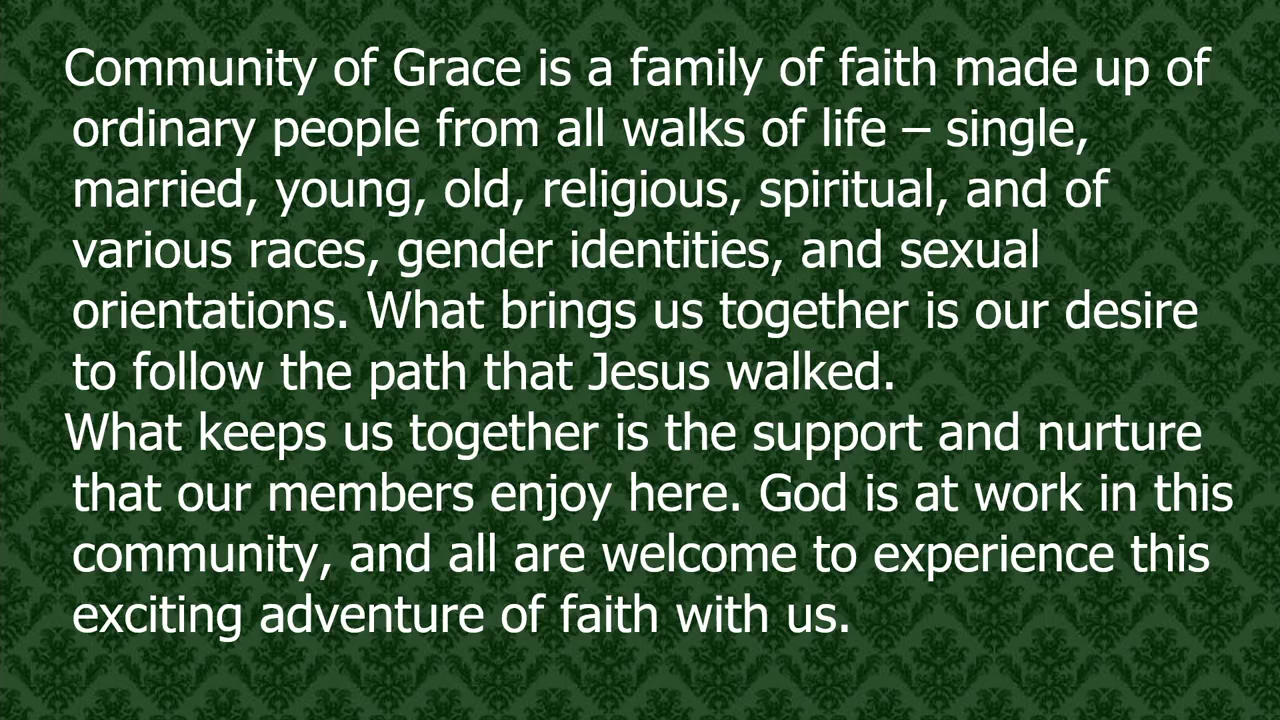 Community of Grace is a family of faith made up of
ordinary people from all walks of life – single,
married, young, old, religious, spiritual, and of
various races, gender identities, and sexual
orientations. What brings us together is our desire
to follow the path that Jesus walked.
What keeps us together is the support and nurture
that our members enjoy here. God is at work in this
community, and all are welcome to experience this
exciting adventure of faith with us.